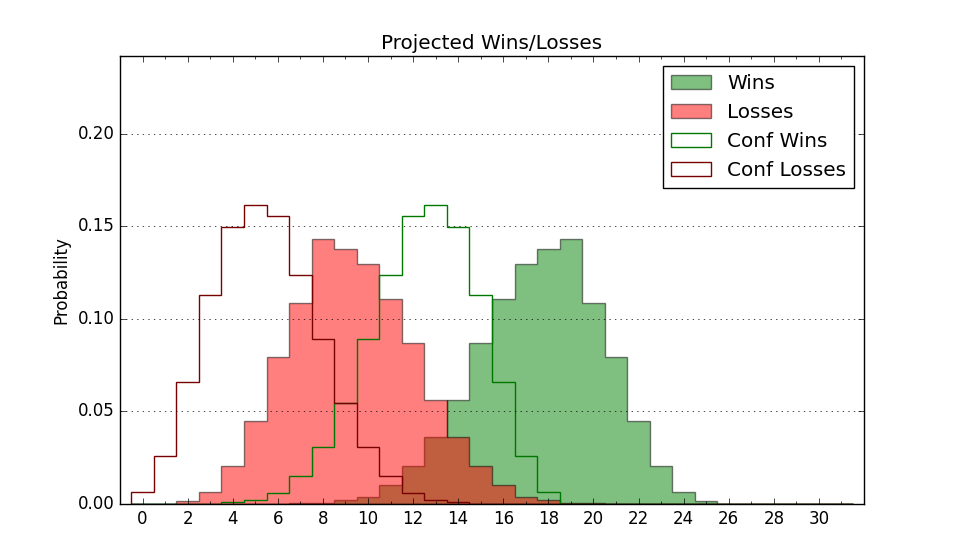 Projected Wins/Losses
Wins
Losses
Conf Wins
Conf Losses
Probability
0.20
0.15
0.10
0.05
0.00
0 2 4 6 8 10 12 14 16 18 20 22 24 26 28 30